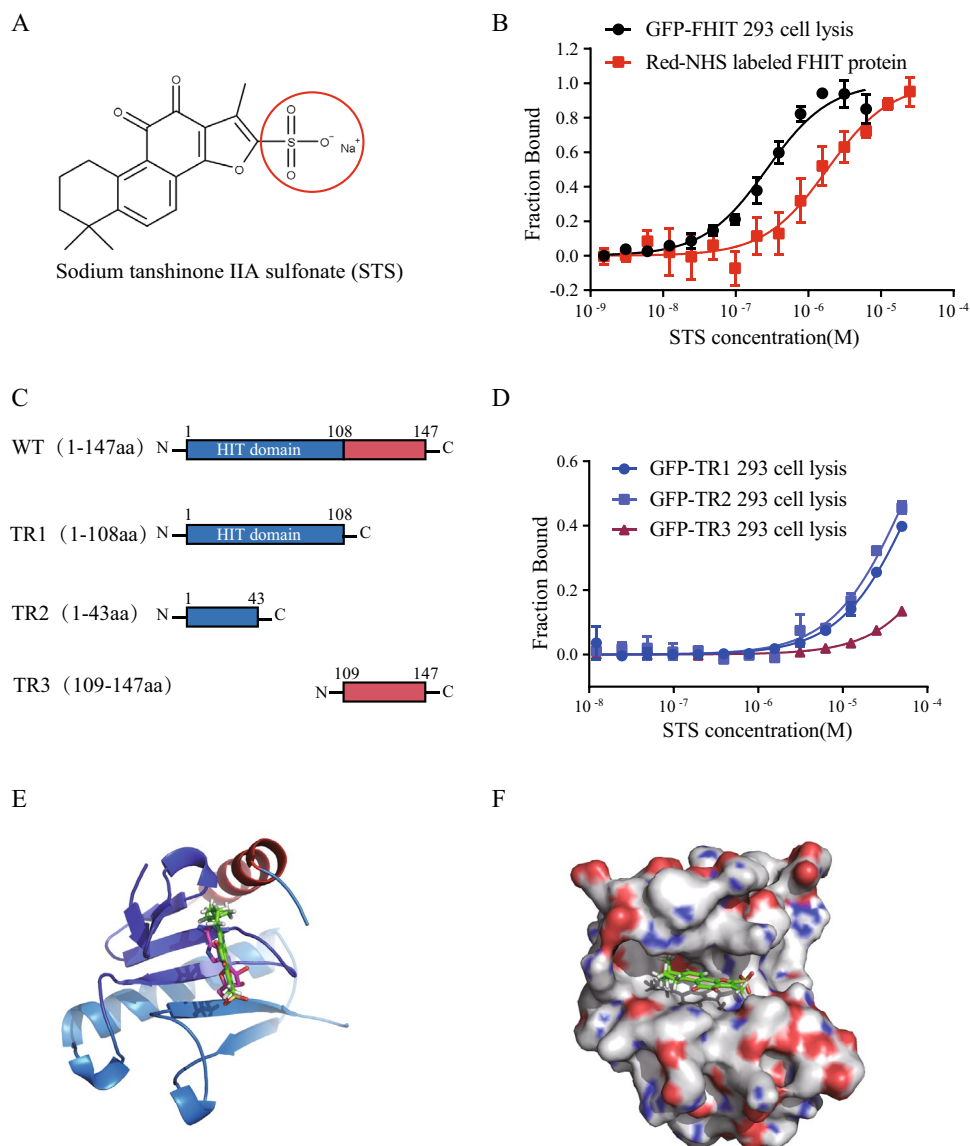 A
O
O
O
S
O
O⁻
Na⁺
O
Sodium tanshinone IIA sulfonate (STS)
B
GFP-FHIT 293 cell lysis
Red-NHS labeled FHIT protein
Fraction Bound
1.2
1.0
0.8
0.6
0.4
0.2
0.0
-0.2
10⁻⁹ 10⁻⁸ 10⁻⁷ 10⁻⁶ 10⁻⁵ 10⁻⁴
STS concentration(M)
C
1 108 147
WT (1-147aa) N HIT domain C
1 108
TR1 (1-108aa) N HIT domain C
1 43
TR2 (1-43aa) N C
109 147
TR3 (109-147aa) N C
D
GFP-TR1 293 cell lysis
GFP-TR2 293 cell lysis
GFP-TR3 293 cell lysis
Fraction Bound
0.6
0.4
0.2
0.0
10⁻⁸ 10⁻⁷ 10⁻⁶ 10⁻⁵ 10⁻⁴
STS concentration(M)
E
F